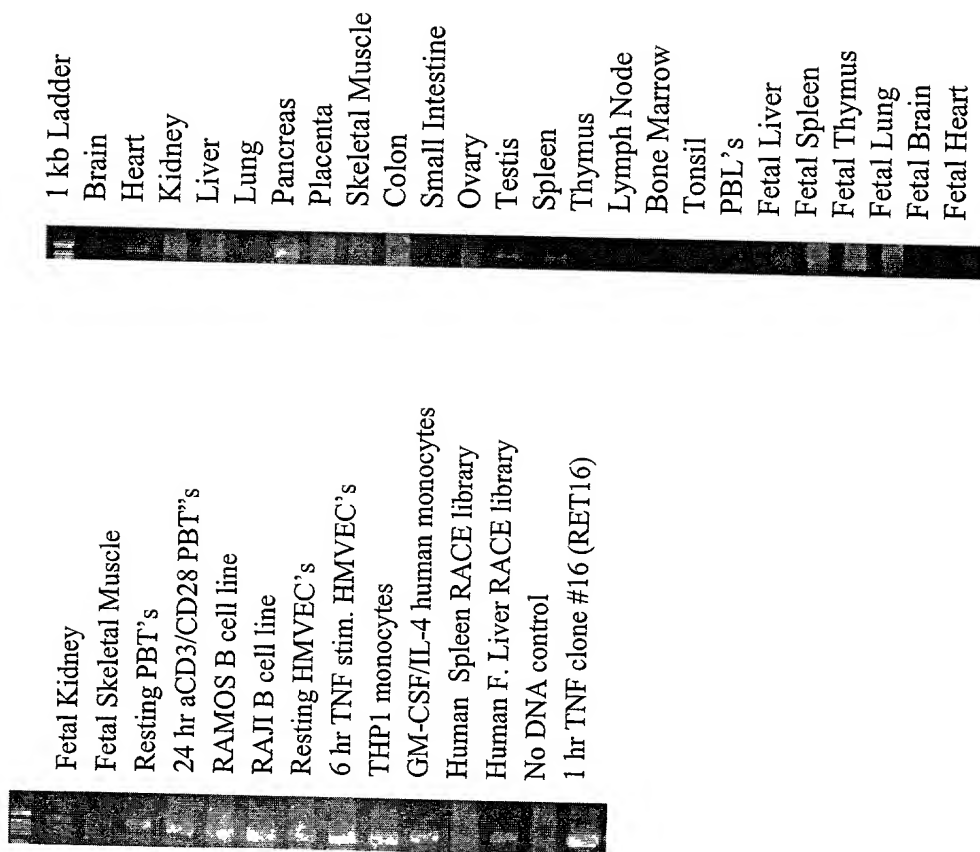 1 kb Ladder
Brain
Heart
Kidney
Liver
Lung
Pancreas
Placenta
Skeletal Muscle
Colon
Small Intestine
Ovary
Testis
Spleen
Thymus
Lymph Node
Bone Marrow
Tonsil
PBL's
Fetal Liver
Fetal Spleen
Fetal Thymus
Fetal Lung
Fetal Brain
Fetal Heart
Fetal Kidney
Fetal Skeletal Muscle
Resting PBT's
24 hr aCD3/CD28 PBT"s
RAMOS B cell line
RAJI B cell line
Resting HMVEC's
6 hr TNF stim. HMVEC's
THP1 monocytes
GM-CSF/IL-4 human monocytes
Human Spleen RACE library
Human F. Liver RACE library
No DNA control
1 hr TNF clone #16 (RET16)